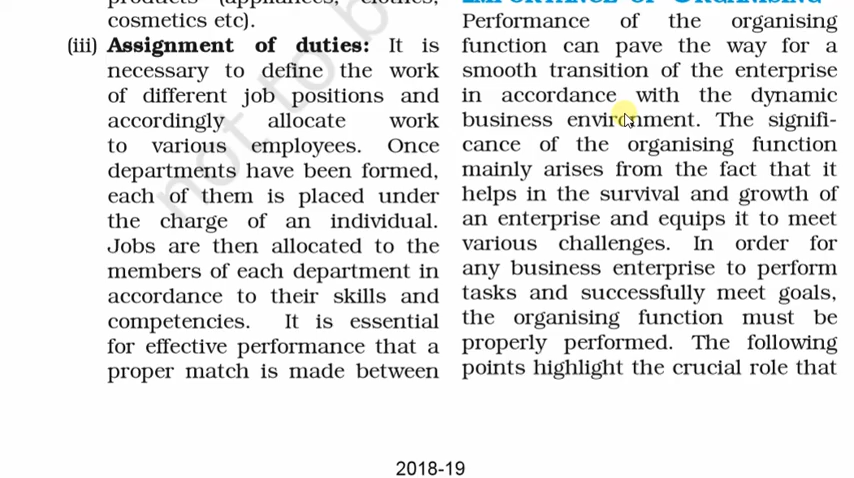 cosmetics etc).
(iii) Assignment of duties: It is
necessary to define the work
of different job positions and
accordingly allocate work
to various employees. Once
departments have been formed,
each of them is placed under
the charge of an individual.
Jobs are then allocated to the
members of each department in
accordance to their skills and
competencies. It is essential
for effective performance that a
proper match is made between
Performance of the organising
function can pave the way for a
smooth transition of the enterprise
in accordance with the dynamic
business environment. The signifi-
cance of the organising function
mainly arises from the fact that it
helps in the survival and growth of
an enterprise and equips it to meet
various challenges. In order for
any business enterprise to perform
tasks and successfully meet goals,
the organising function must be
properly performed. The following
points highlight the crucial role that
2018-19